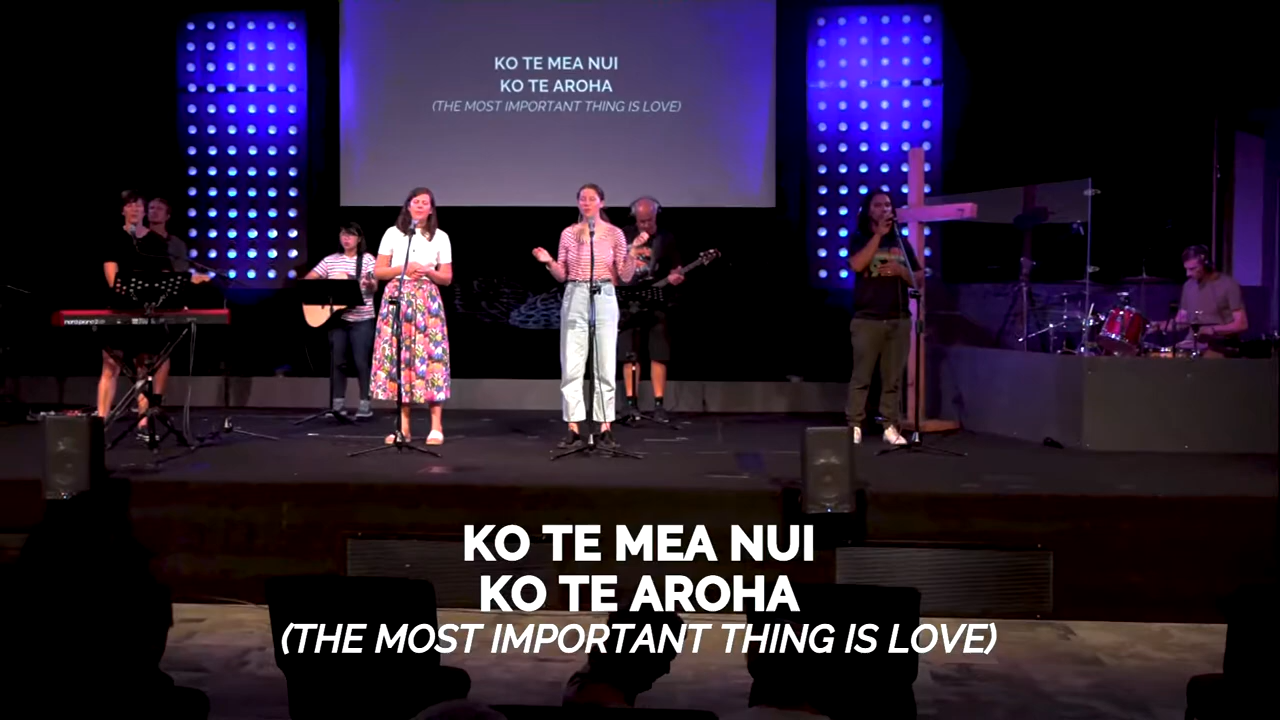 KO TE MEA NUI
KO TE AROHA
(THE MOST IMPORTANT THING IS LOVE)
KO TE MEA NUI
KO TE AROHA
(THE MOST IMPORTANT THING IS LOVE)